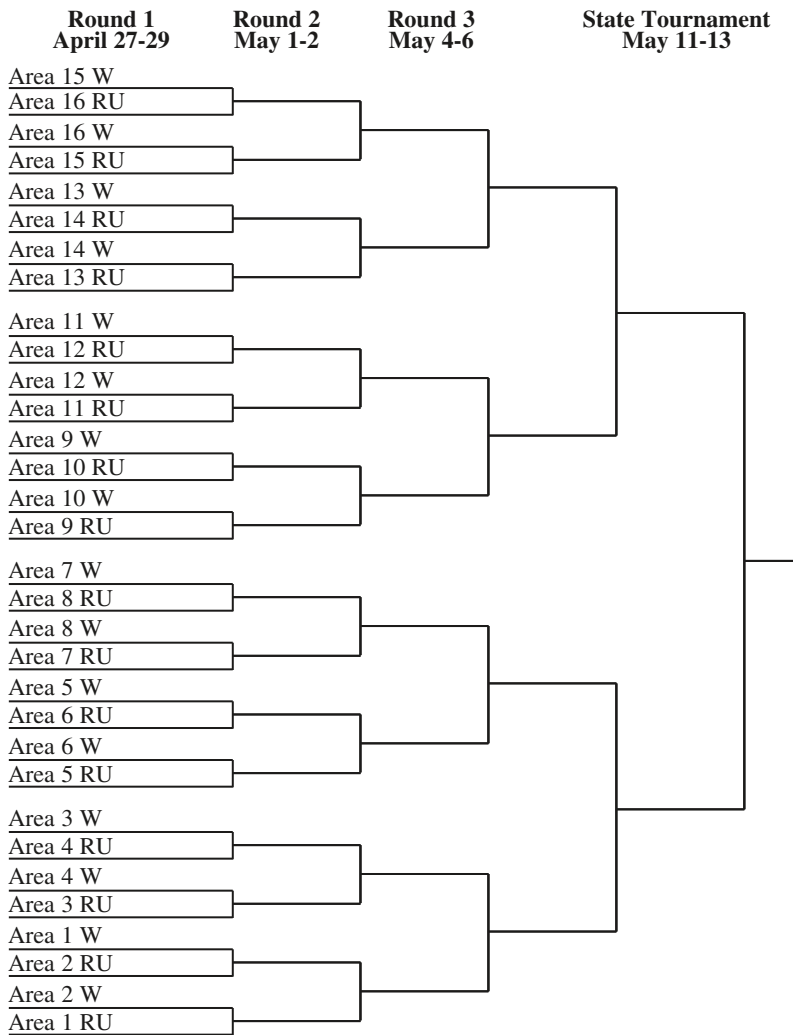 Round 1 Round 2 Round 3 State Tournament
April 27-29 May 1-2 May 4-6 May 11-13
Area 15 W
Area 16 RU
Area 16 W
Area 15 RU
Area 13 W
Area 14 RU
Area 14 W
Area 13 RU
Area 11 W
Area 12 RU
Area 12 W
Area 11 RU
Area 9 W
Area 10 RU
Area 10 W
Area 9 RU
Area 7 W
Area 8 RU
Area 8 W
Area 7 RU
Area 5 W
Area 6 RU
Area 6 W
Area 5 RU
Area 3 W
Area 4 RU
Area 4 W
Area 3 RU
Area 1 W
Area 2 RU
Area 2 W
Area 1 RU